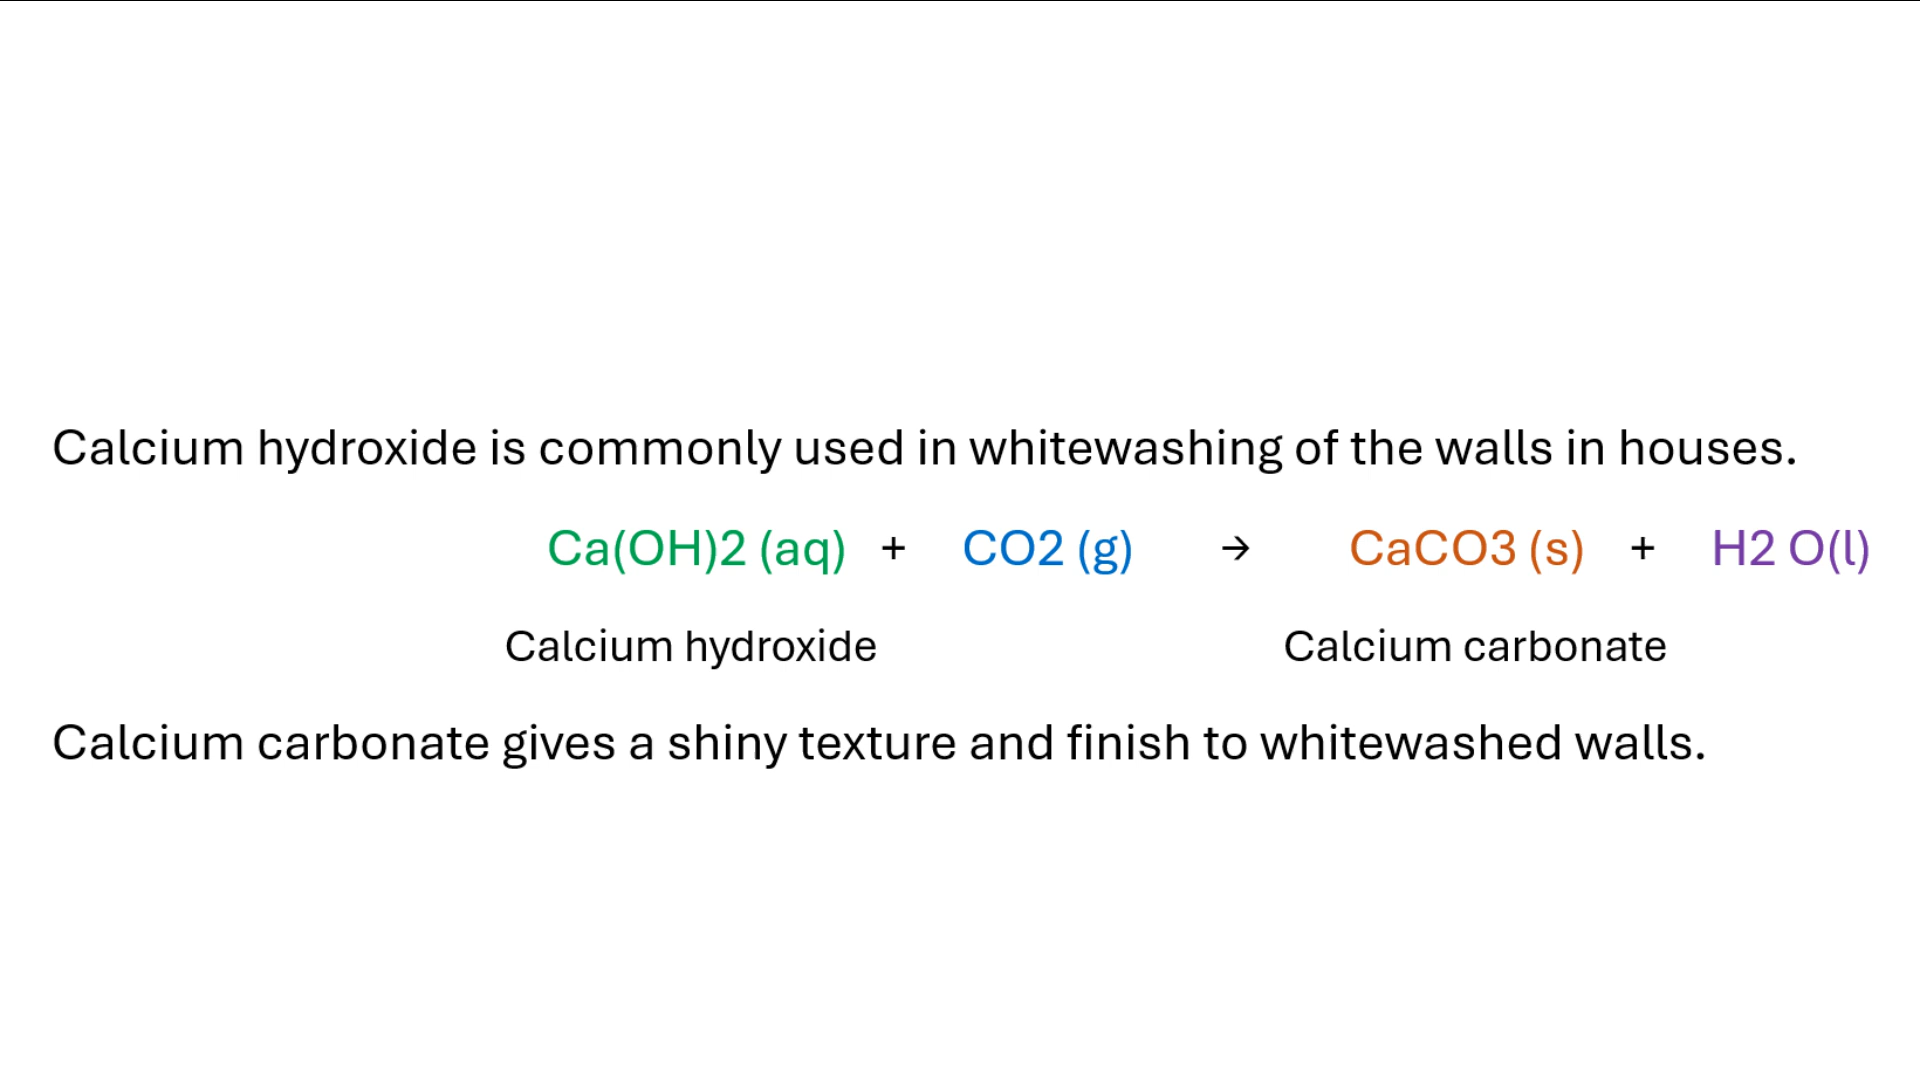 Calcium hydroxide is commonly used in whitewashing of the walls in houses.
Ca(OH)2 (aq) + CO2 (g) → CaCO3 (s) + H2 O(l)
Calcium hydroxide Calcium carbonate
Calcium carbonate gives a shiny texture and finish to whitewashed walls.